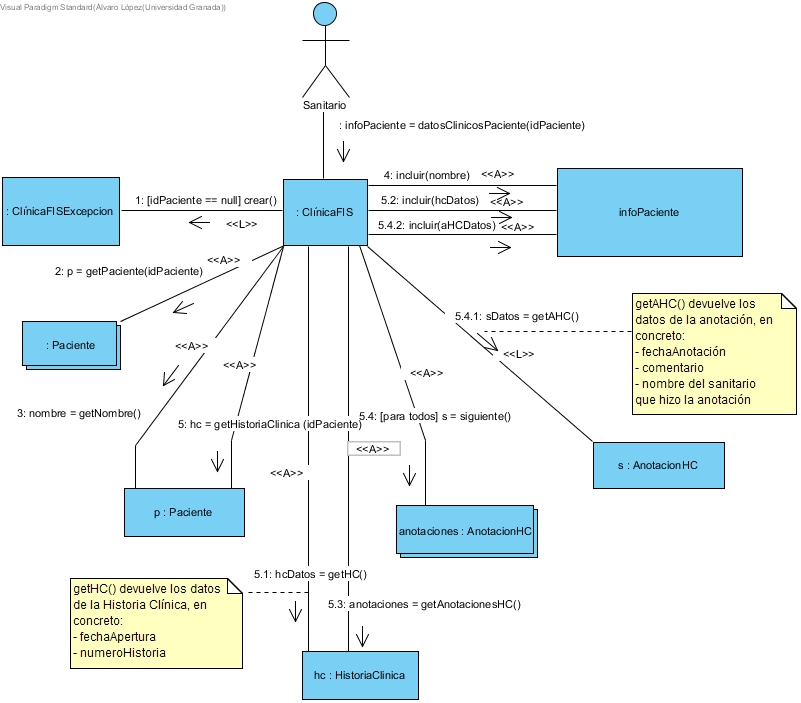 Visual Paradigm Standard(Álvaro López(Universidad Granada))
Sanitario
: infoPaciente = datosClinicosPaciente(idPaciente)
4: incluir(nombre)
<<A>>
: ClínicaFISExcepcion
1: [idPaciente == null] crear()
<<L>>
: ClínicaFIS
5.2: incluir(hcDatos)
<<A>>
5.4.2: incluir(aHCDatos)
<<A>>
infoPaciente
<<A>>
2: p = getPaciente(idPaciente)
: Paciente
<<A>>
<<A>>
<<A>>
5.4.1: sDatos = getAHC()
<<L>>
getAHC() devuelve los
datos de la anotación, en
concreto:
- fechaAnotación
- comentario
- nombre del sanitario
que hizo la anotación
3: nombre = getNombre()
5: hc = getHistoriaClinica (idPaciente)
5.4: [para todos] s = siguiente()
<<A>>
<<A>>
s : AnotacionHC
p : Paciente
anotaciones : AnotacionHC
5.1: hcDatos = getHC()
getHC() devuelve los datos
de la Historia Clínica, en
concreto:
- fechaApertura
- numeroHistoria
5.3: anotaciones = getAnotacionesHC()
hc : HistoriaClinica